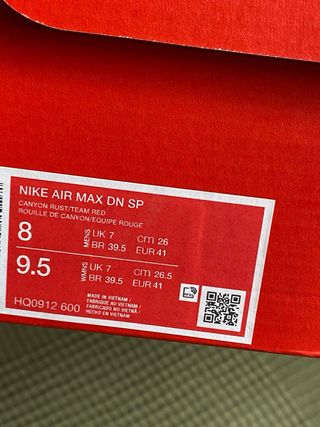 NIKE AIR MAX DN SP
CANYON RUST/TEAM RED
ROUILLE DE CANYON/EQUIPE ROUGE
8 MENS UK 7 cm 26
BR 39.5 EUR 41
9.5 WMNS UK 7 cm 26.5
BR 39.5 EUR 41
HQ0912 600
MADE IN VIETNAM /
FABRIQUE AU VIETNAM /
FABRICADO NO VIETNÃ /
HECHO EN VIETNAM